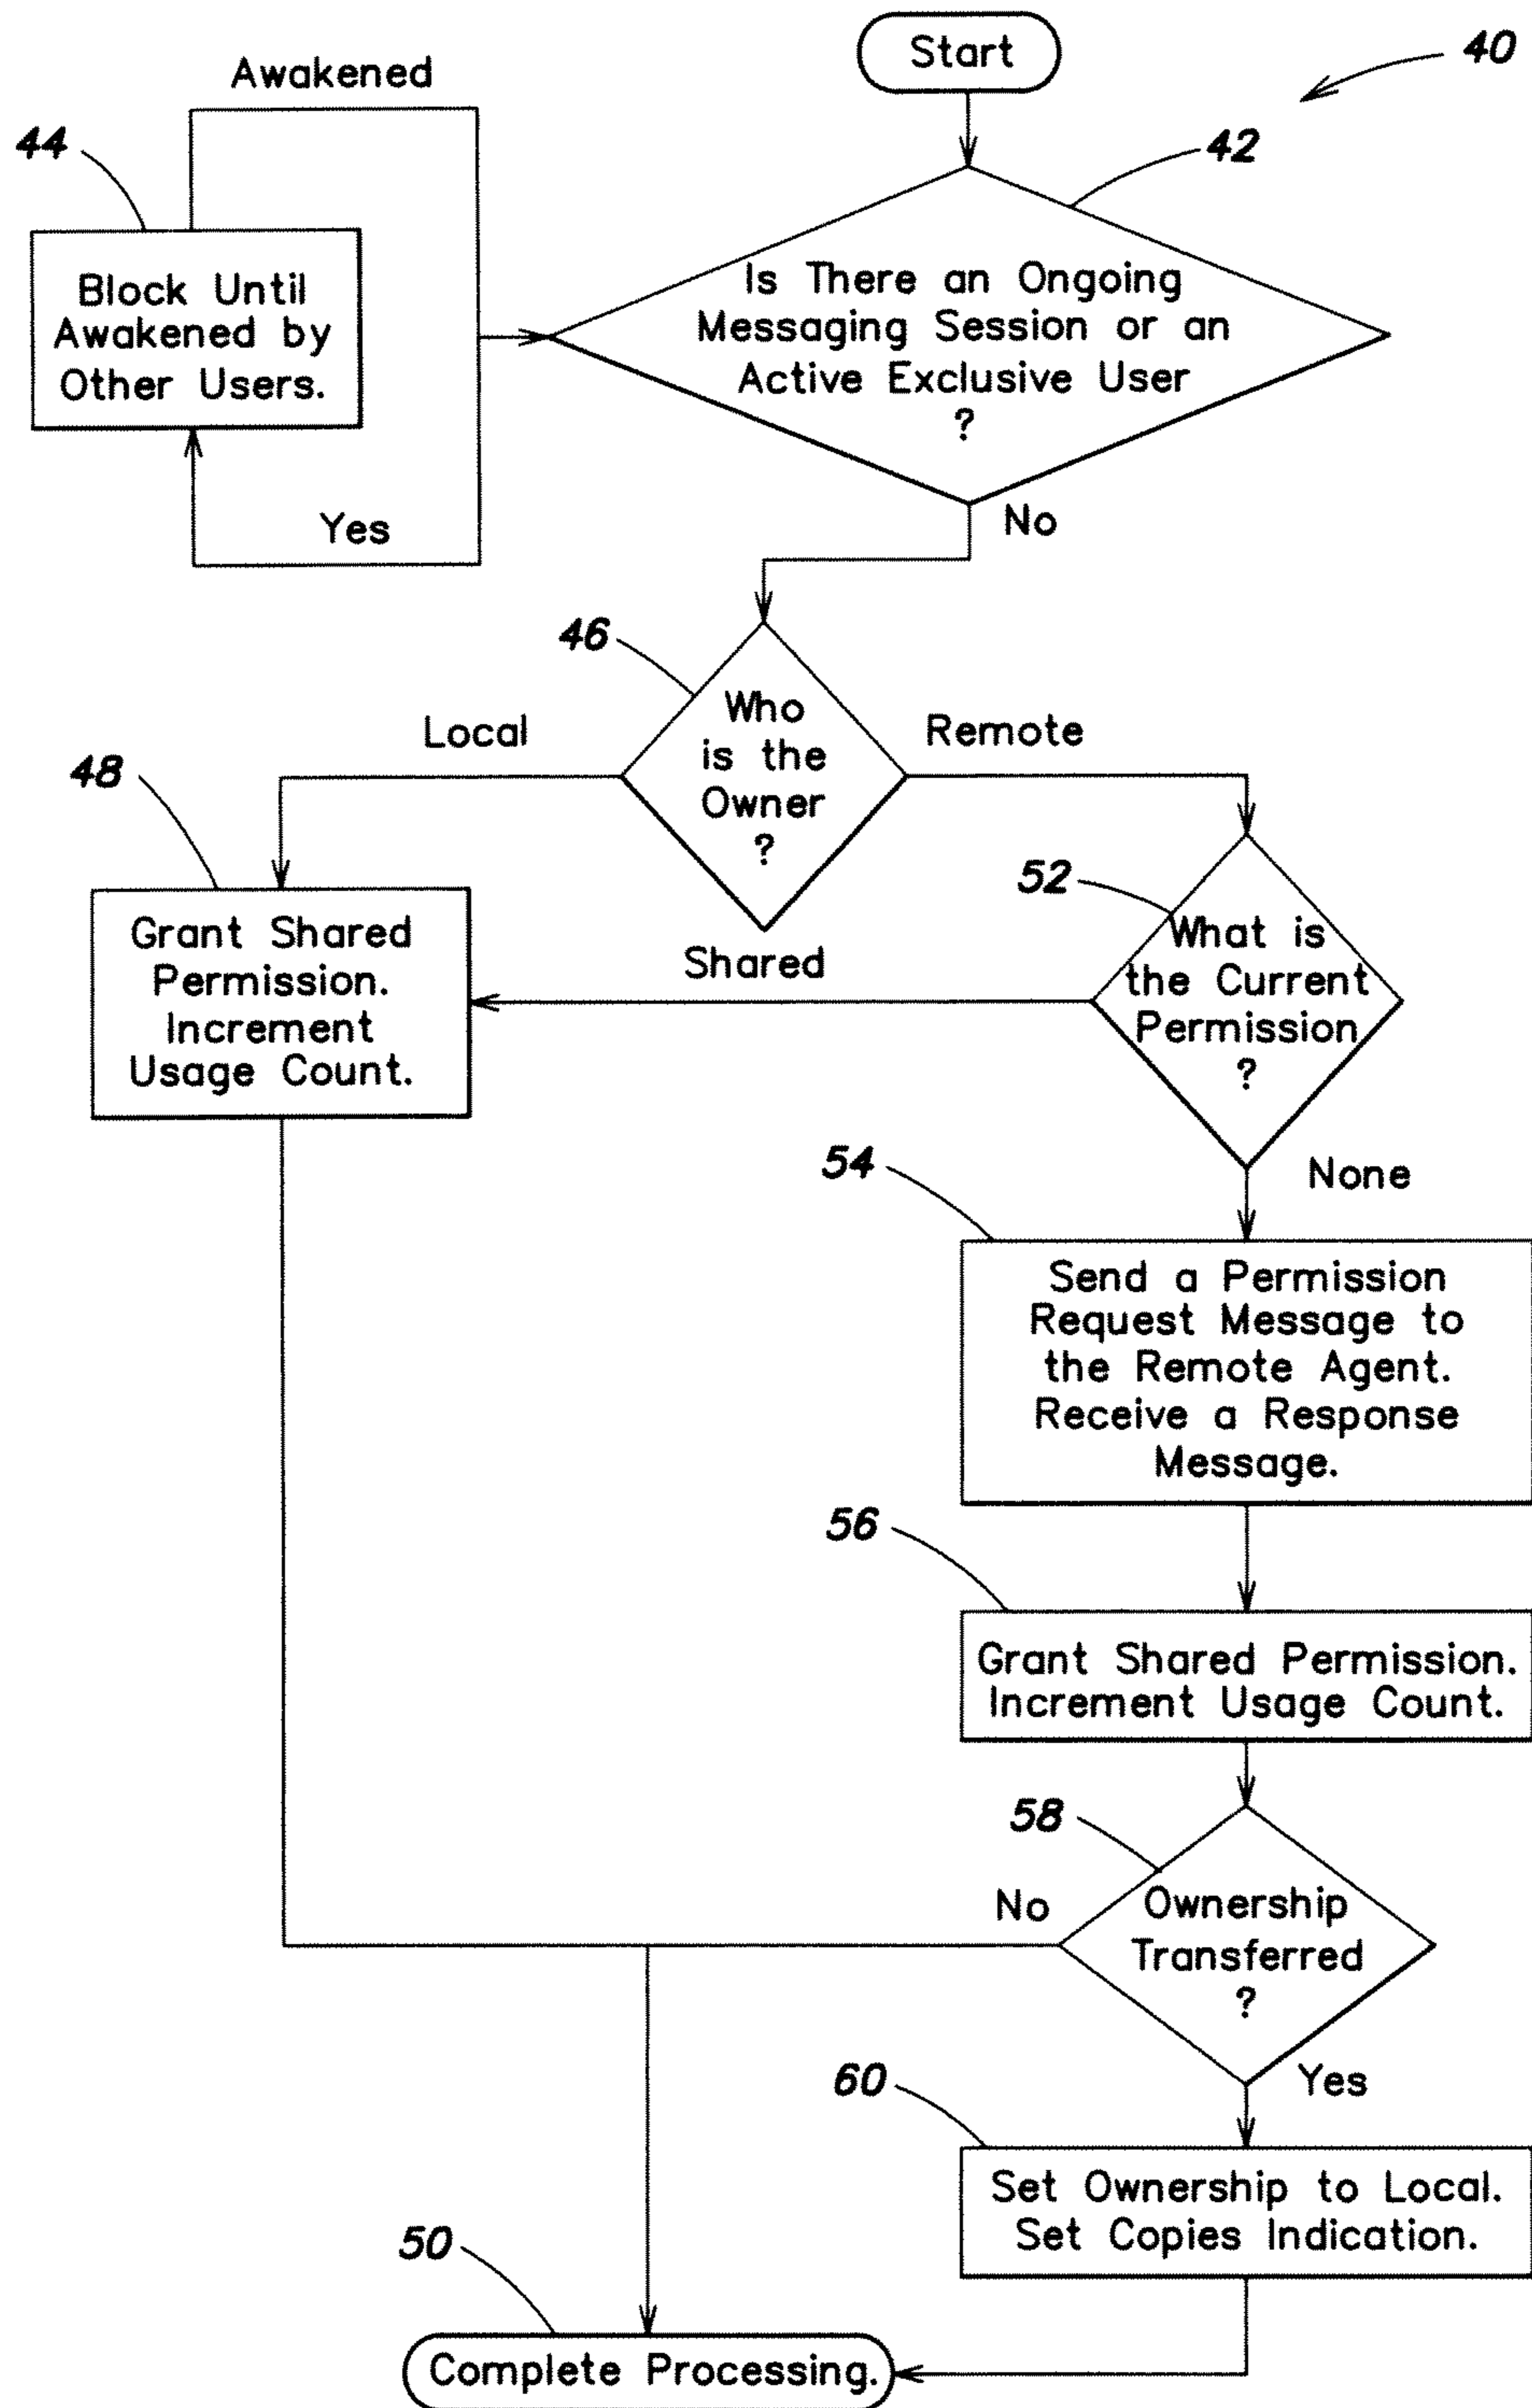 Start
40
Awakened
44
42
Block Until
Awakened by
Other Users.
Is There an Ongoing
Messaging Session or an
Active Exclusive User
?
Yes
No
46
Who
is the
Owner
?
Local
Remote
48
52
Grant Shared
Permission.
Increment
Usage Count.
Shared
What is
the Current
Permission
?
None
54
Send a Permission
Request Message to
the Remote Agent.
Receive a Response
Message.
56
Grant Shared Permission.
Increment Usage Count.
58
No
Ownership
Transferred
?
Yes
60
Set Ownership to Local.
Set Copies Indication.
50
Complete Processing.